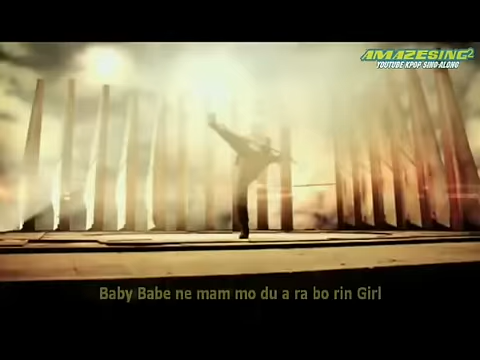 AMAZESING²
YOUTUBE KPOP SING-ALONG
Baby Babe ne mam mo du a ra bo rin Girl